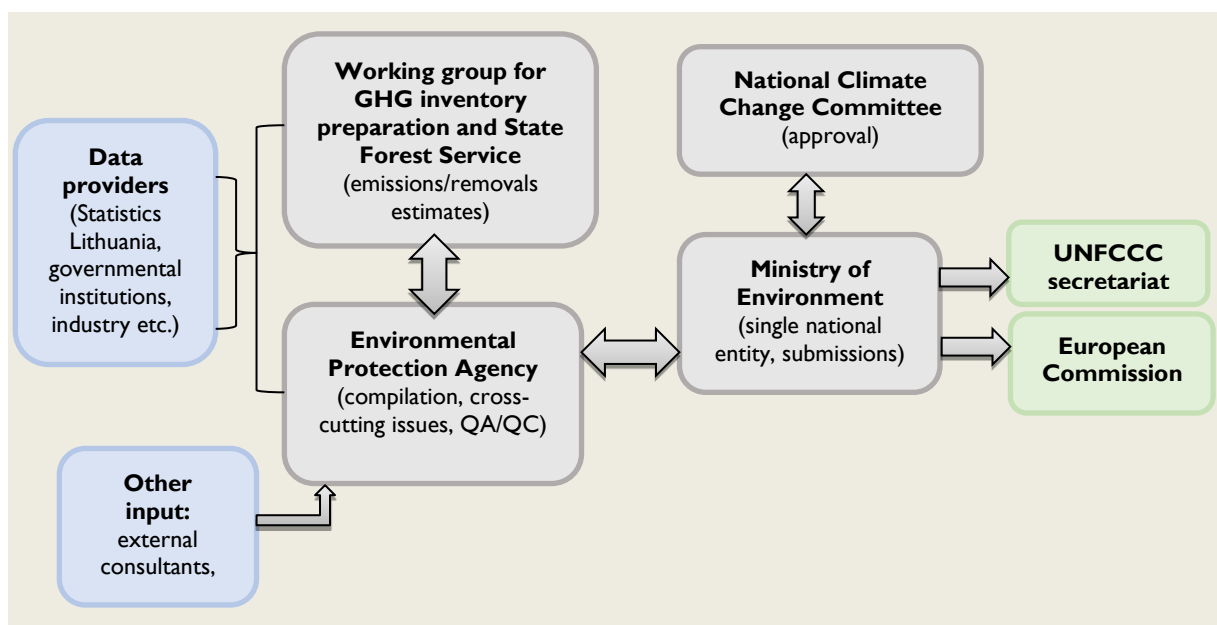 Working group for
GHG inventory
preparation and State
Forest Service
(emissions/removals
estimates)
National Climate
Change Committee
(approval)
Data
providers
(Statistics
Lithuania,
governmental
institutions,
industry etc.)
Environmental
Protection Agency
(compilation, cross-
cutting issues, QA/QC)
Ministry of
Environment
(single national
entity, submissions)
UNFCCC
secretariat
European
Commission
Other
input:
external
consultants,